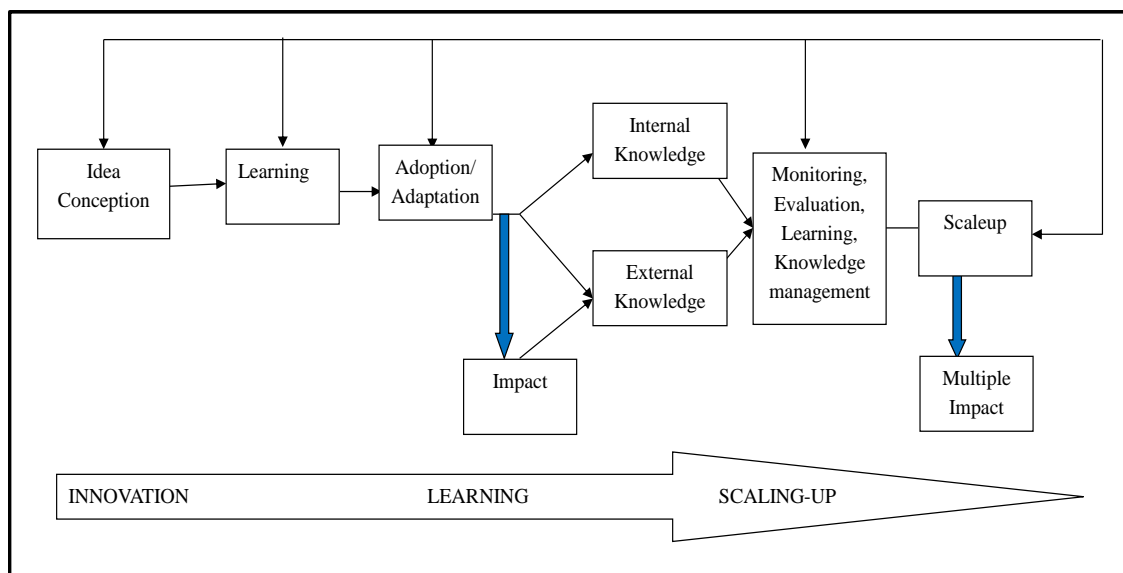 Idea
Conception
Learning
Adoption/
Adaptation
Internal
Knowledge
External
Knowledge
Impact
Monitoring,
Evaluation,
Learning,
Knowledge
management
Scaleup
Multiple
Impact
INNOVATION
LEARNING
SCALING-UP